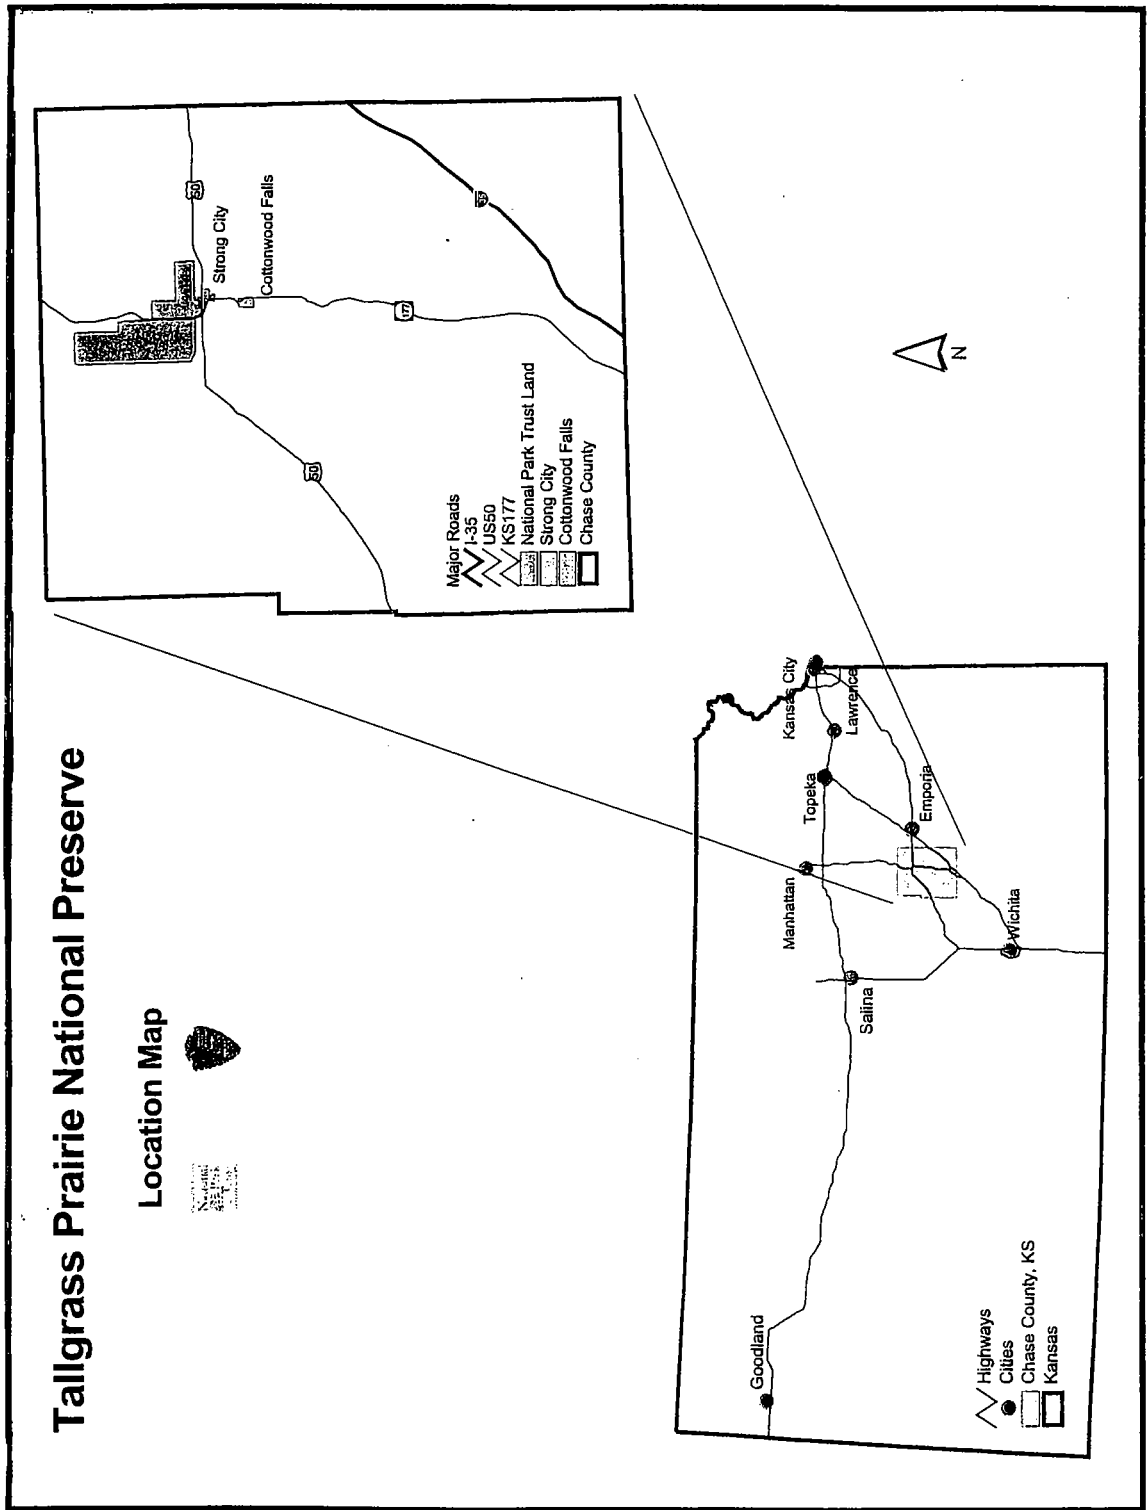 Tallgrass Prairie National Preserve
Location Map
50
Strong City
Cottonwood Falls
177
50
Major Roads
I-35
US50
KS177
National Park Trust Land
Strong City
Cottonwood Falls
Chase County
N
Goodland
Salina
Manhattan
Topeka
Kansas City
Lawrence
Emporia
Wichita
Highways
Cities
Chase County, KS
Kansas